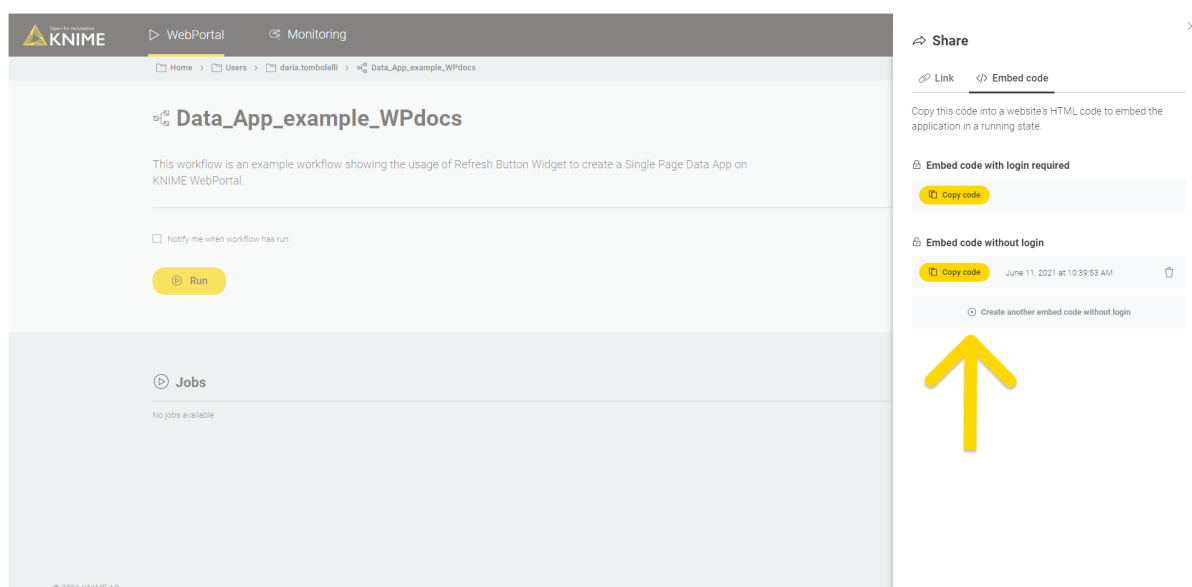 Open for Innovation
KNIME
WebPortal
Monitoring
Home > Users > daria.tombolelli > Data_App_example_WPdocs
Data_App_example_WPdocs
This workflow is an example workflow showing the usage of Refresh Button Widget to create a Single Page Data App on
KNIME WebPortal.
Notify me when workflow has run
Run
Jobs
No jobs available
Share
Link
</> Embed code
Copy this code into a website's HTML code to embed the
application in a running state.
Embed code with login required
Copy code
Embed code without login
Copy code June 11, 2021 at 10:39:53 AM
Create another embed code without login